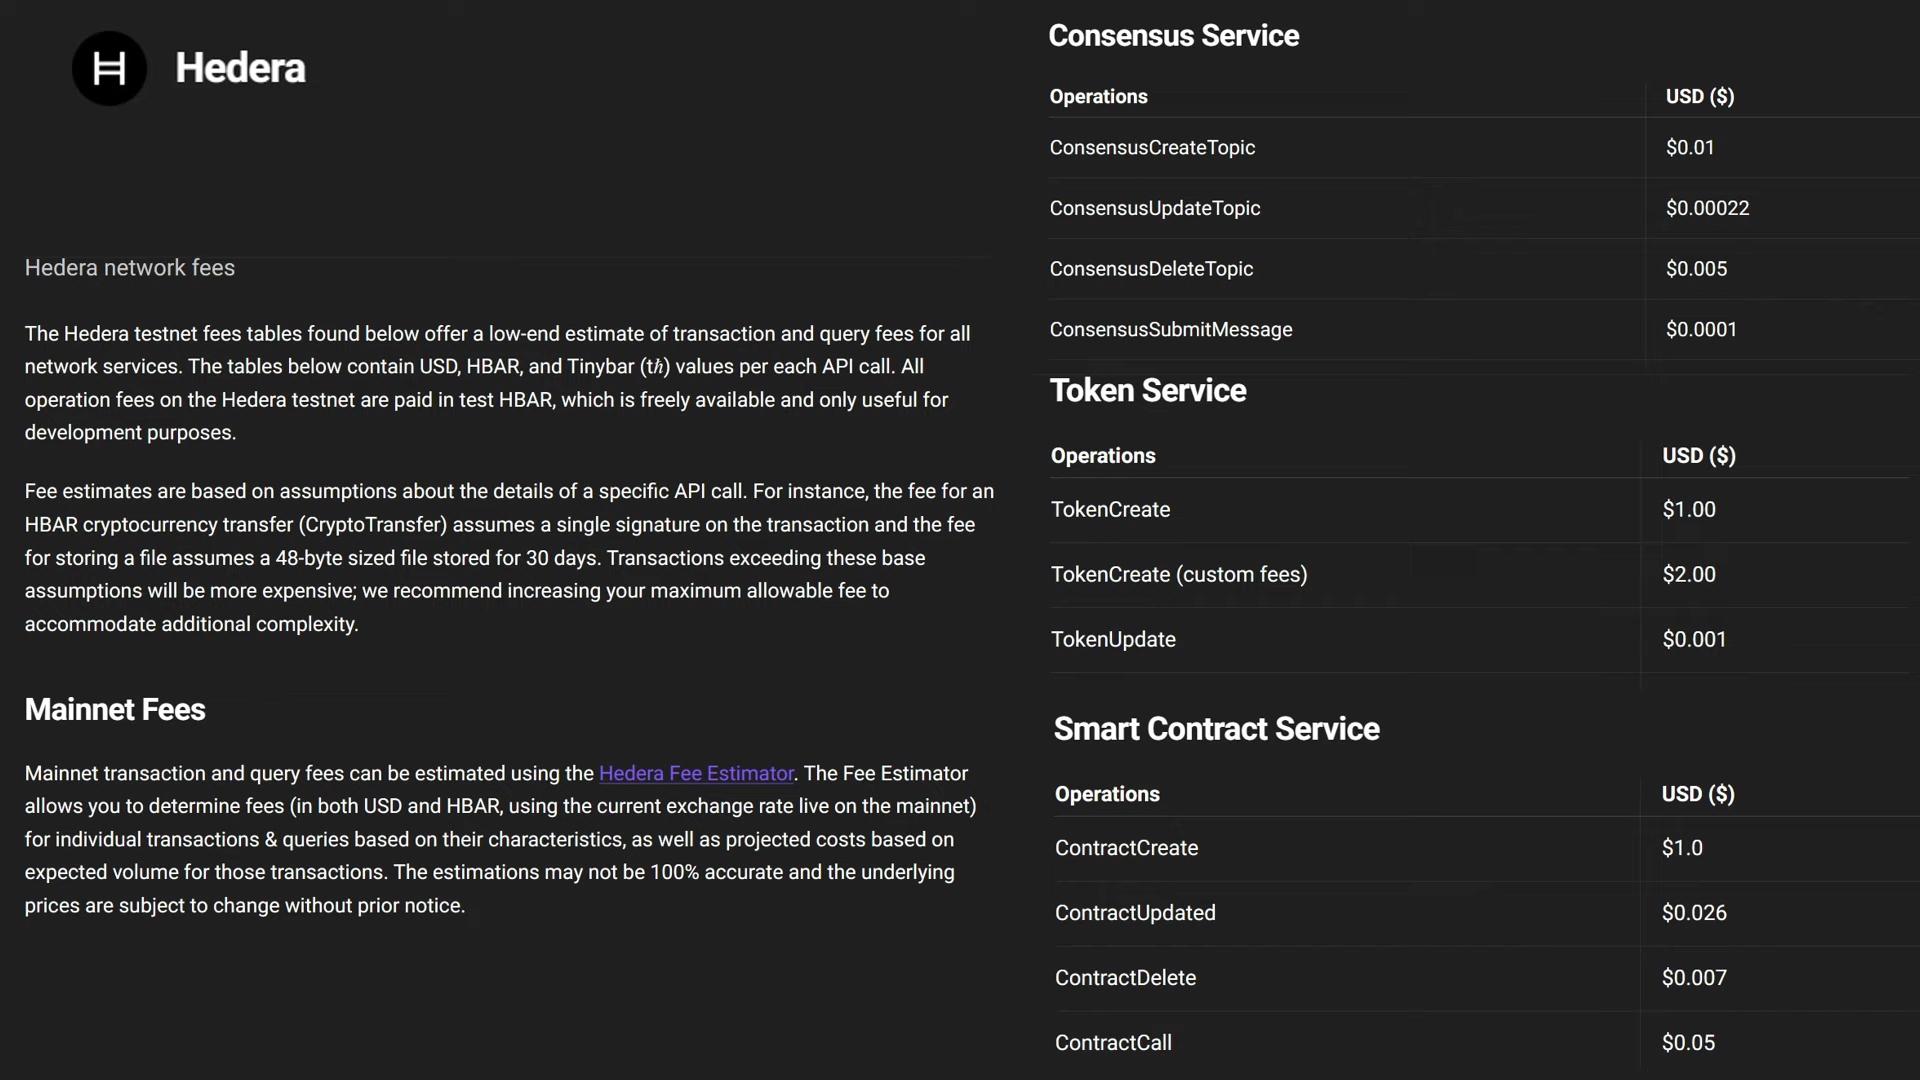 Hedera
Hedera network fees
The Hedera testnet fees tables found below offer a low-end estimate of transaction and query fees for all
network services. The tables below contain USD, HBAR, and Tinybar (tℏ) values per each API call. All
operation fees on the Hedera testnet are paid in test HBAR, which is freely available and only useful for
development purposes.
Fee estimates are based on assumptions about the details of a specific API call. For instance, the fee for an
HBAR cryptocurrency transfer (CryptoTransfer) assumes a single signature on the transaction and the fee
for storing a file assumes a 48-byte sized file stored for 30 days. Transactions exceeding these base
assumptions will be more expensive; we recommend increasing your maximum allowable fee to
accommodate additional complexity.
Mainnet Fees
Mainnet transaction and query fees can be estimated using the Hedera Fee Estimator. The Fee Estimator
allows you to determine fees (in both USD and HBAR, using the current exchange rate live on the mainnet)
for individual transactions & queries based on their characteristics, as well as projected costs based on
expected volume for those transactions. The estimations may not be 100% accurate and the underlying
prices are subject to change without prior notice.
Consensus Service
Operations USD ($)
ConsensusCreateTopic $0.01
ConsensusUpdateTopic $0.00022
ConsensusDeleteTopic $0.005
ConsensusSubmitMessage $0.0001
Token Service
Operations USD ($)
TokenCreate $1.00
TokenCreate (custom fees) $2.00
TokenUpdate $0.001
Smart Contract Service
Operations USD ($)
ContractCreate $1.0
ContractUpdated $0.026
ContractDelete $0.007
ContractCall $0.05